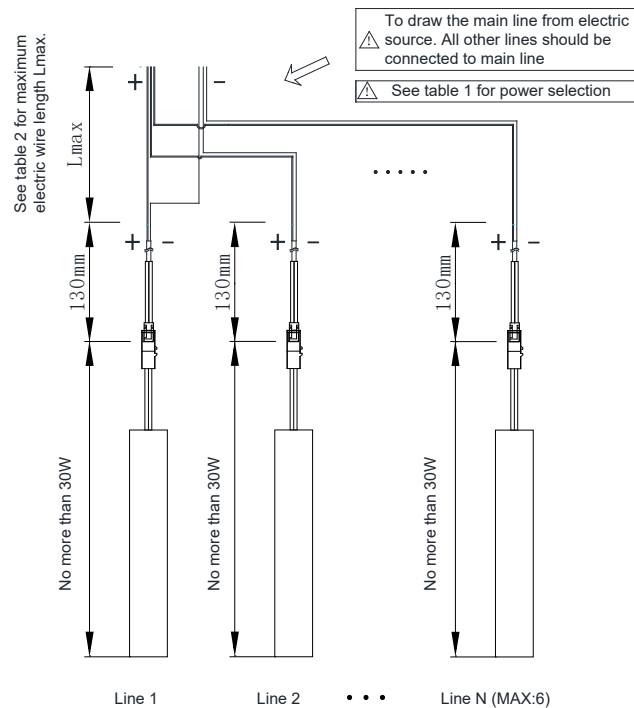 To draw the main line from electric
source. All other lines should be
connected to main line
See table 1 for power selection
+ -
See table 2 for maximum
electric wire length Lmax.
Lmax
+ - + - + -
130mm 130mm 130mm
No more than 30W No more than 30W No more than 30W
Line 1 Line 2 • • • Line N (MAX:6)